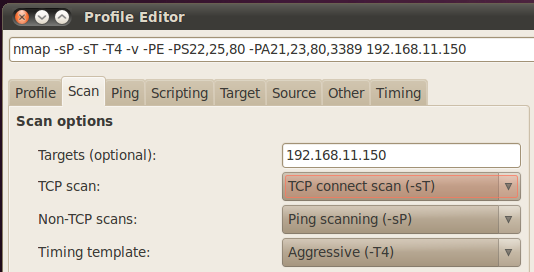 Profile Editor
nmap -sP -sT -T4 -v -PE -PS22,25,80 -PA21,23,80,3389 192.168.11.150
Profile Scan Ping Scripting Target Source Other Timing
Scan options
Targets (optional): 192.168.11.150
TCP scan: TCP connect scan (-sT)
Non-TCP scans: Ping scanning (-sP)
Timing template: Aggressive (-T4)